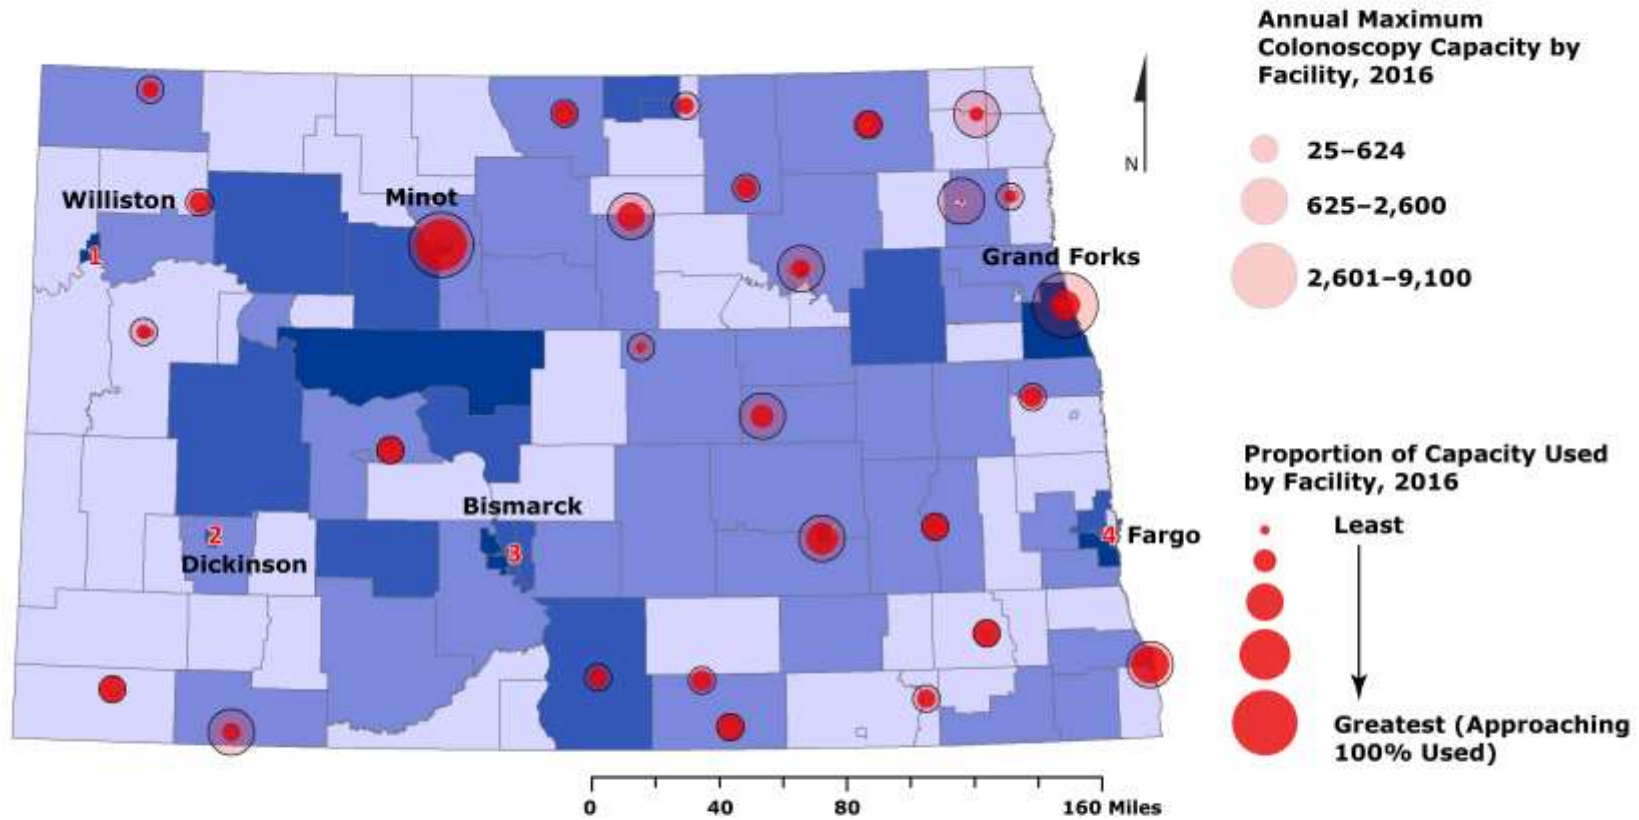 Annual Maximum
Colonoscopy Capacity by
Facility, 2016
25–624
625–2,600
2,601–9,100
N
Williston
Minot
1
Grand Forks
Proportion of Capacity Used
by Facility, 2016
Least
Greatest (Approaching
100% Used)
Bismarck
2
3
4 Fargo
Dickinson
0 40 80 160 Miles